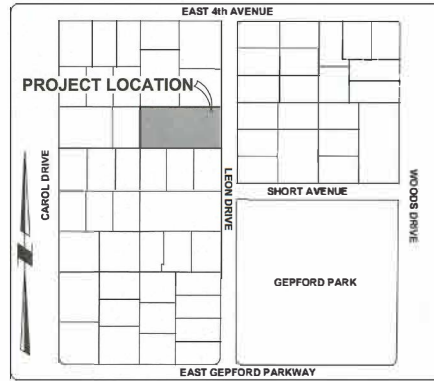 EAST 4th AVENUE
PROJECT LOCATION
CAROL DRIVE
LEON DRIVE
SHORT AVENUE
WOODS DRIVE
GEPFORD PARK
EAST GEPFORD PARKWAY